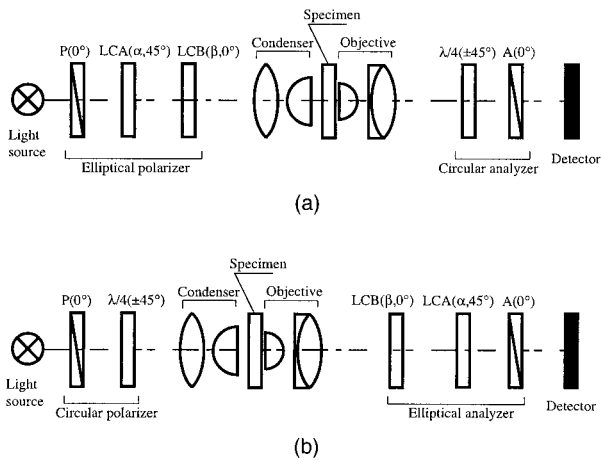 Specimen
P(0°) LCA(α,45°) LCB(β,0°) Condenser Objective λ/4(±45°) A(0°)
Light
source
Elliptical polarizer
Circular analyzer
Detector
(a)
Specimen
P(0°) λ/4(±45°) Condenser Objective LCB(β,0°) LCA(α,45°) A(0°)
Light
source
Circular polarizer
Elliptical analyzer
Detector
(b)